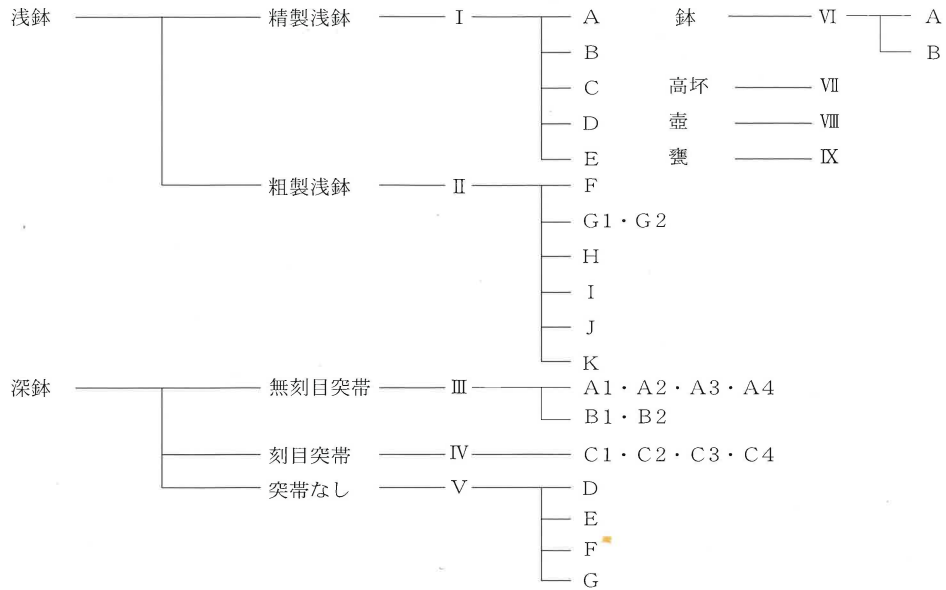 浅鉢 精製浅鉢 Ⅰ A
B
C
D
E
粗製浅鉢 Ⅱ F
G1・G2
H
I
J
K
深鉢 無刻目突帯 Ⅲ A1・A2・A3・A4
B1・B2
刻目突帯 Ⅳ C1・C2・C3・C4
突帯なし Ⅴ D
E
F
G
鉢 Ⅵ A
B
高坏 Ⅶ
壺 Ⅷ
甕 Ⅸ